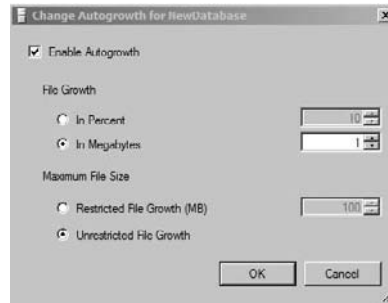 Change Autogrowth for NewDatabase
Enable Autogrowth
File Growth
In Percent
10
In Megabytes
1
Maximum File Size
Restricted File Growth (MB)
100
Unrestricted File Growth
OK
Cancel